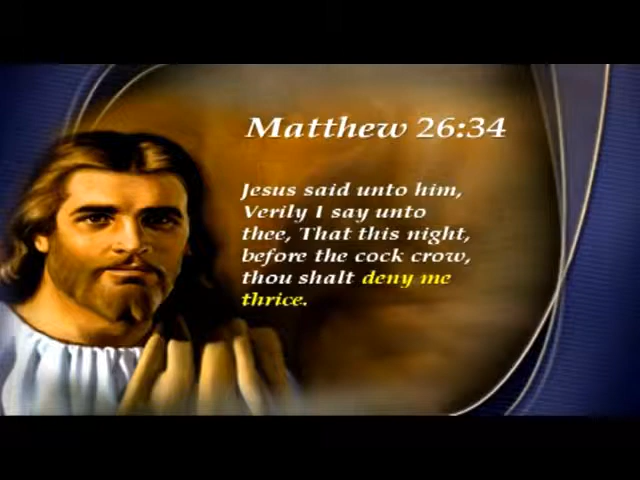 Matthew 26:34
Jesus said unto him,
Verily I say unto
thee, That this night,
before the cock crow,
thou shalt deny me
thrice.